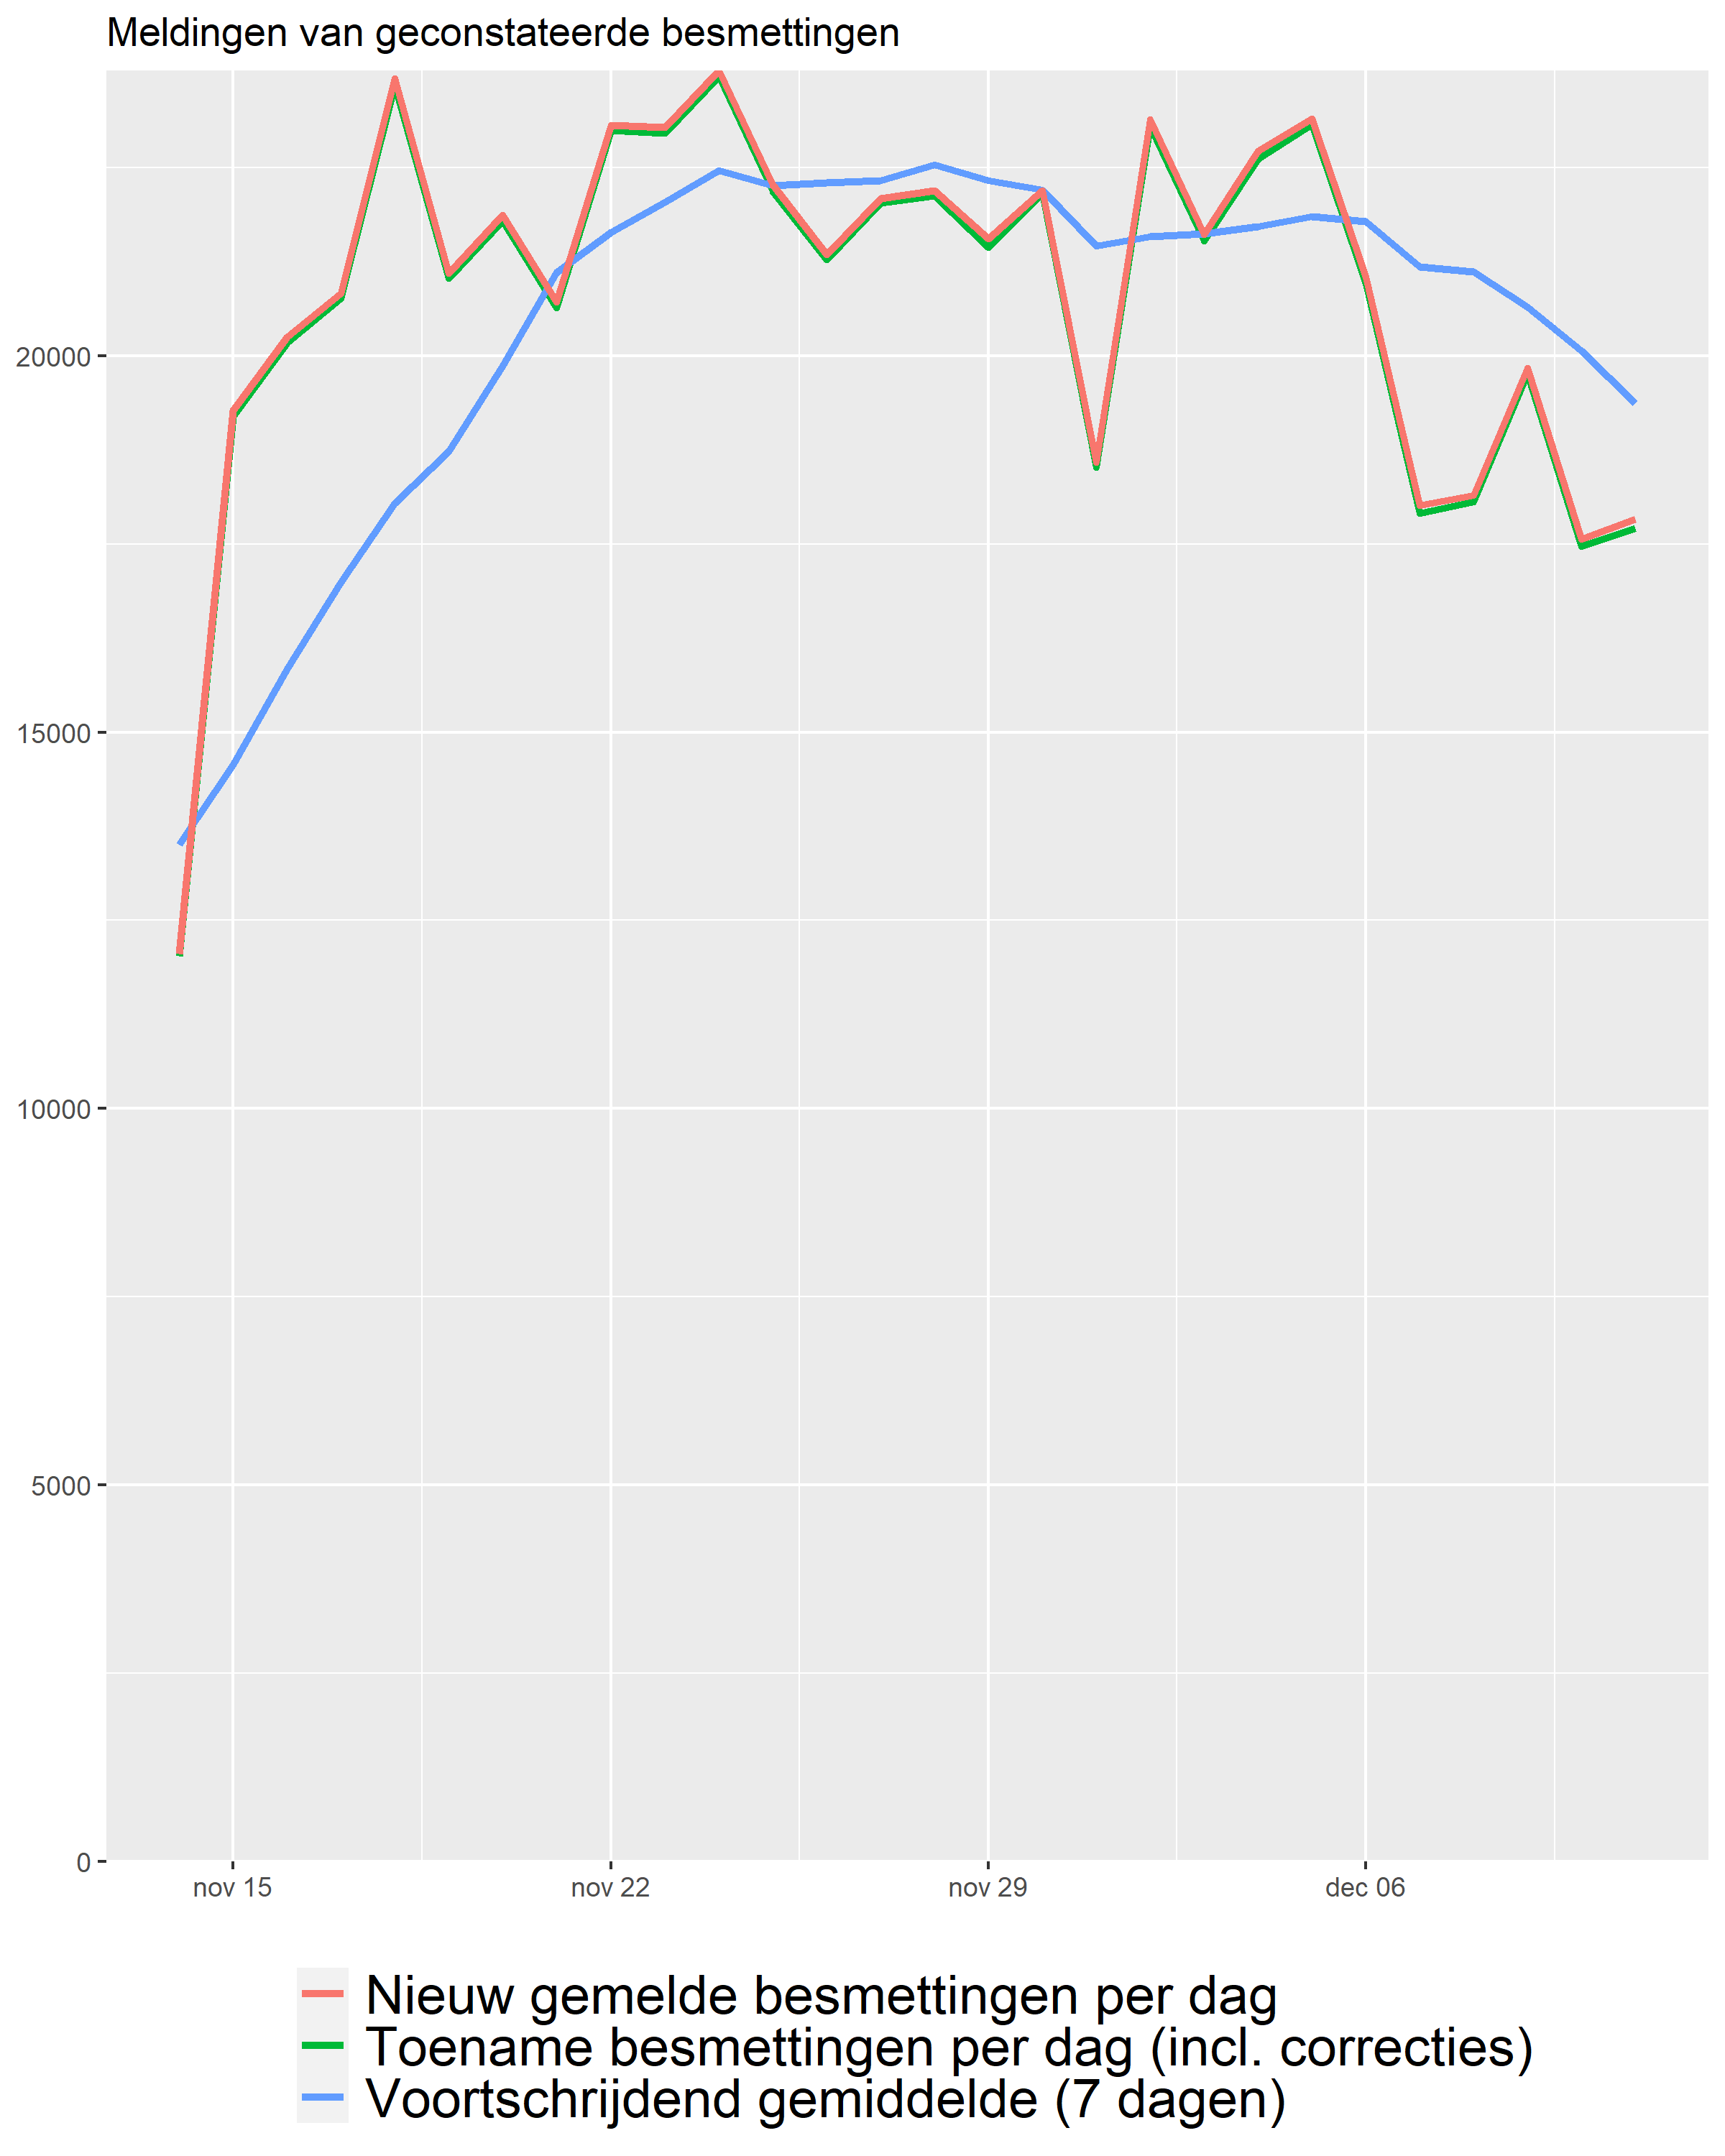 Meldingen van geconstateerde besmettingen
20000
15000
10000
5000
0
nov 15
nov 22
nov 29
dec 06
Nieuw gemelde besmettingen per dag
Toename besmettingen per dag (incl. correcties)
Voortschrijdend gemiddelde (7 dagen)